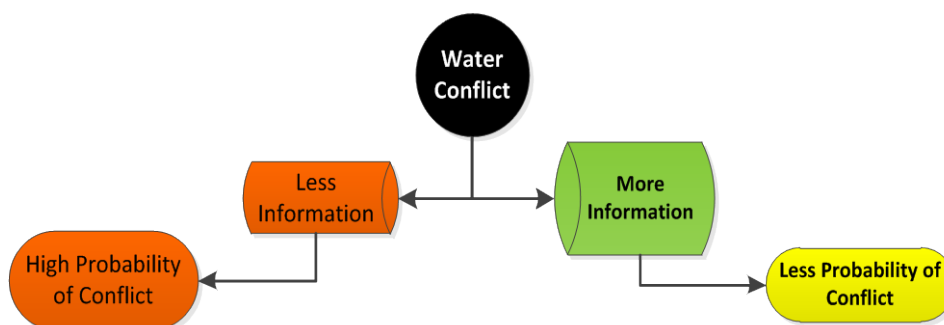 Water
Conflict
Less
Information
More
Information
High Probability
of Conflict
Less Probability of
Conflict